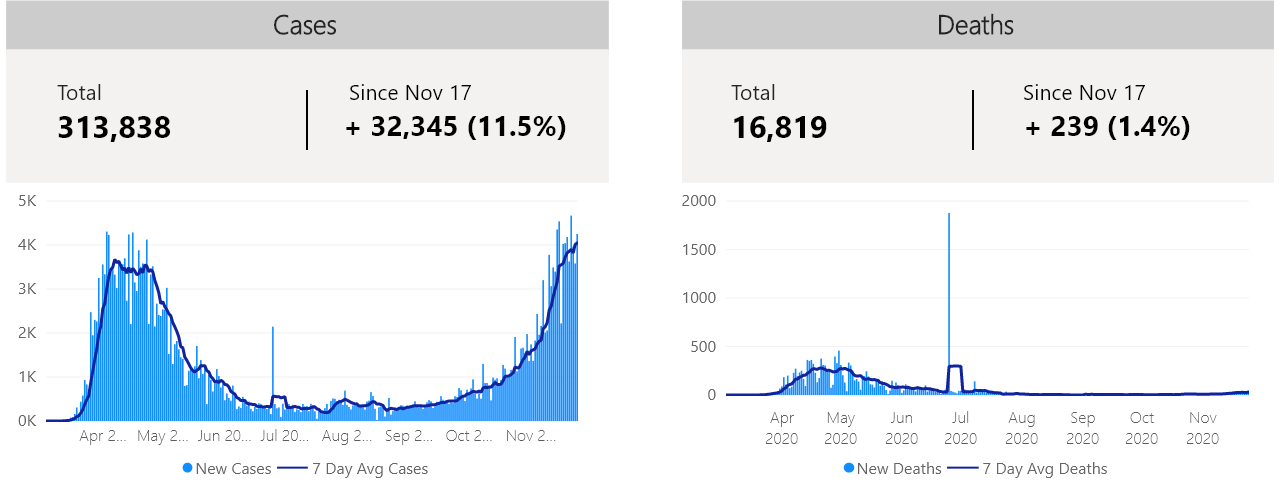 Cases
Total
313,838
Since Nov 17
+ 32,345 (11.5%)
5K
4K
3K
2K
1K
0K
Apr 2... May 2... Jun 20... Jul 20... Aug 2... Sep 2... Oct 2... Nov 2...
New Cases 7 Day Avg Cases
Deaths
Total
16,819
Since Nov 17
+ 239 (1.4%)
2000
1500
1000
500
0
Apr May Jun Jul Aug Sep Oct Nov
2020 2020 2020 2020 2020 2020 2020 2020
New Deaths 7 Day Avg Deaths